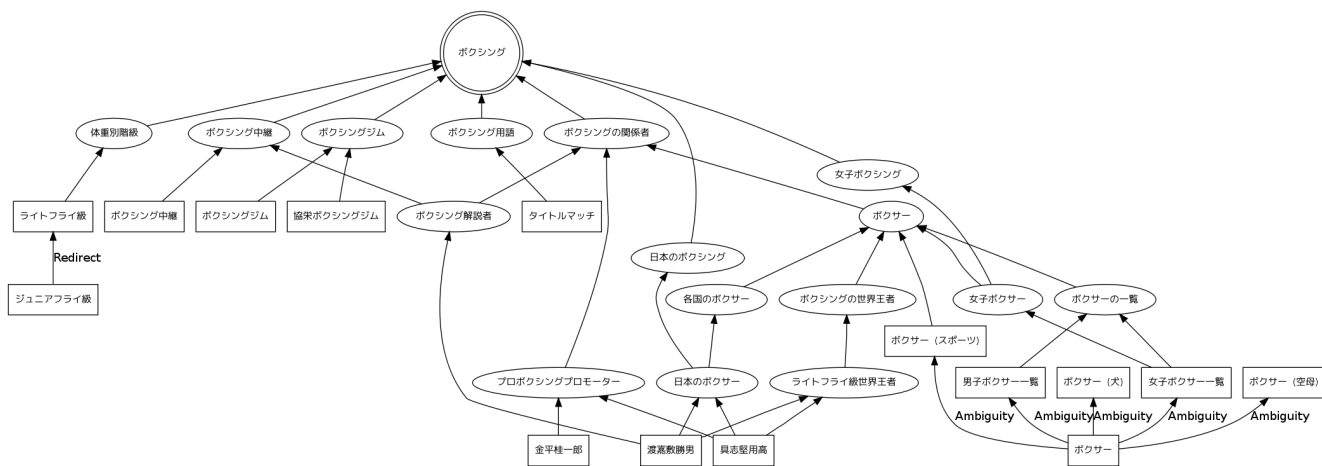 ボクシング
体重別階級
ボクシング中継
ボクシングジム
ボクシング用語
ボクシングの関係者
女子ボクシング
ライトフライ級
ボクシング中継
ボクシングジム
協栄ボクシングジム
ボクシング解説者
タイトルマッチ
ボクサー
Redirect
日本のボクシング
ジュニアフライ級
各国のボクサー
ボクシングの世界王者
女子ボクサー
ボクサーの一覧
ボクサー (スポーツ)
プロボクシングプロモーター
日本のボクサー
ライトフライ級世界王者
男子ボクサー一覧
ボクサー (犬)
女子ボクサー一覧
ボクサー (空母)
Ambiguity
Ambiguity
Ambiguity
Ambiguity
Ambiguity
金平桂一郎
渡嘉敷勝男
具志堅用高
ボクサー